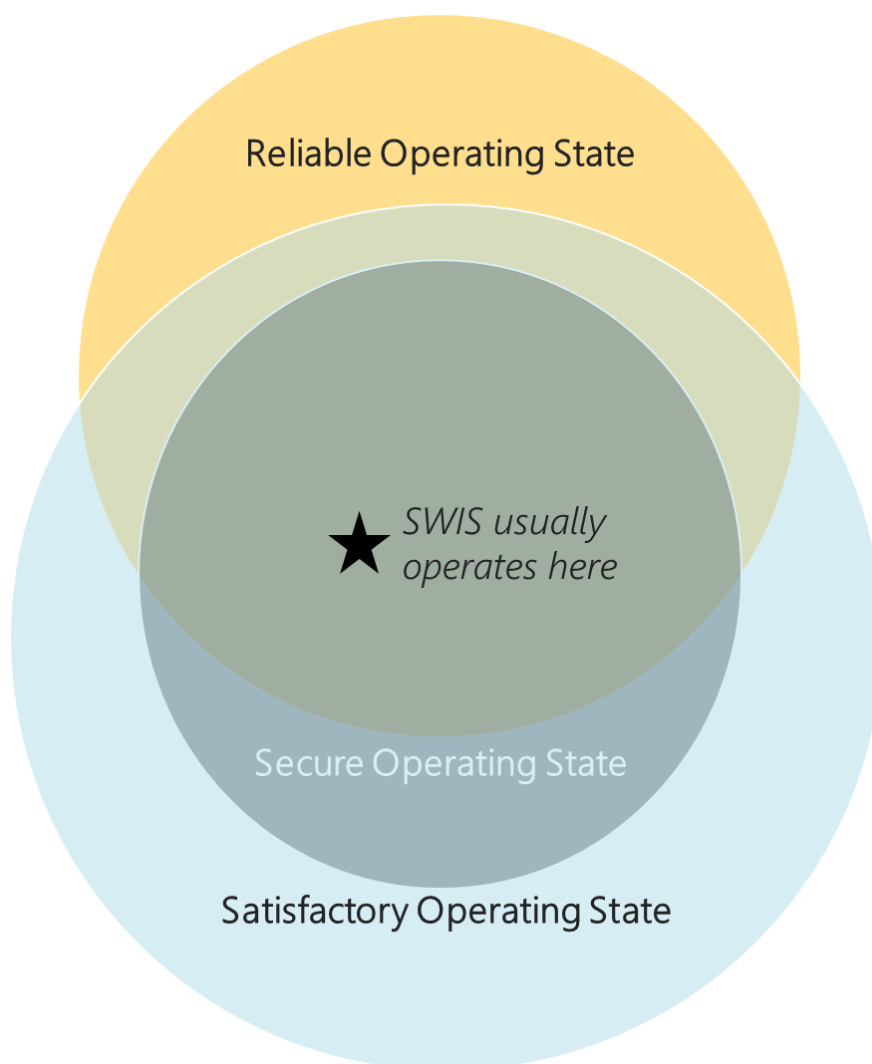 Reliable Operating State
SWIS usually
operates here
Secure Operating State
Satisfactory Operating State